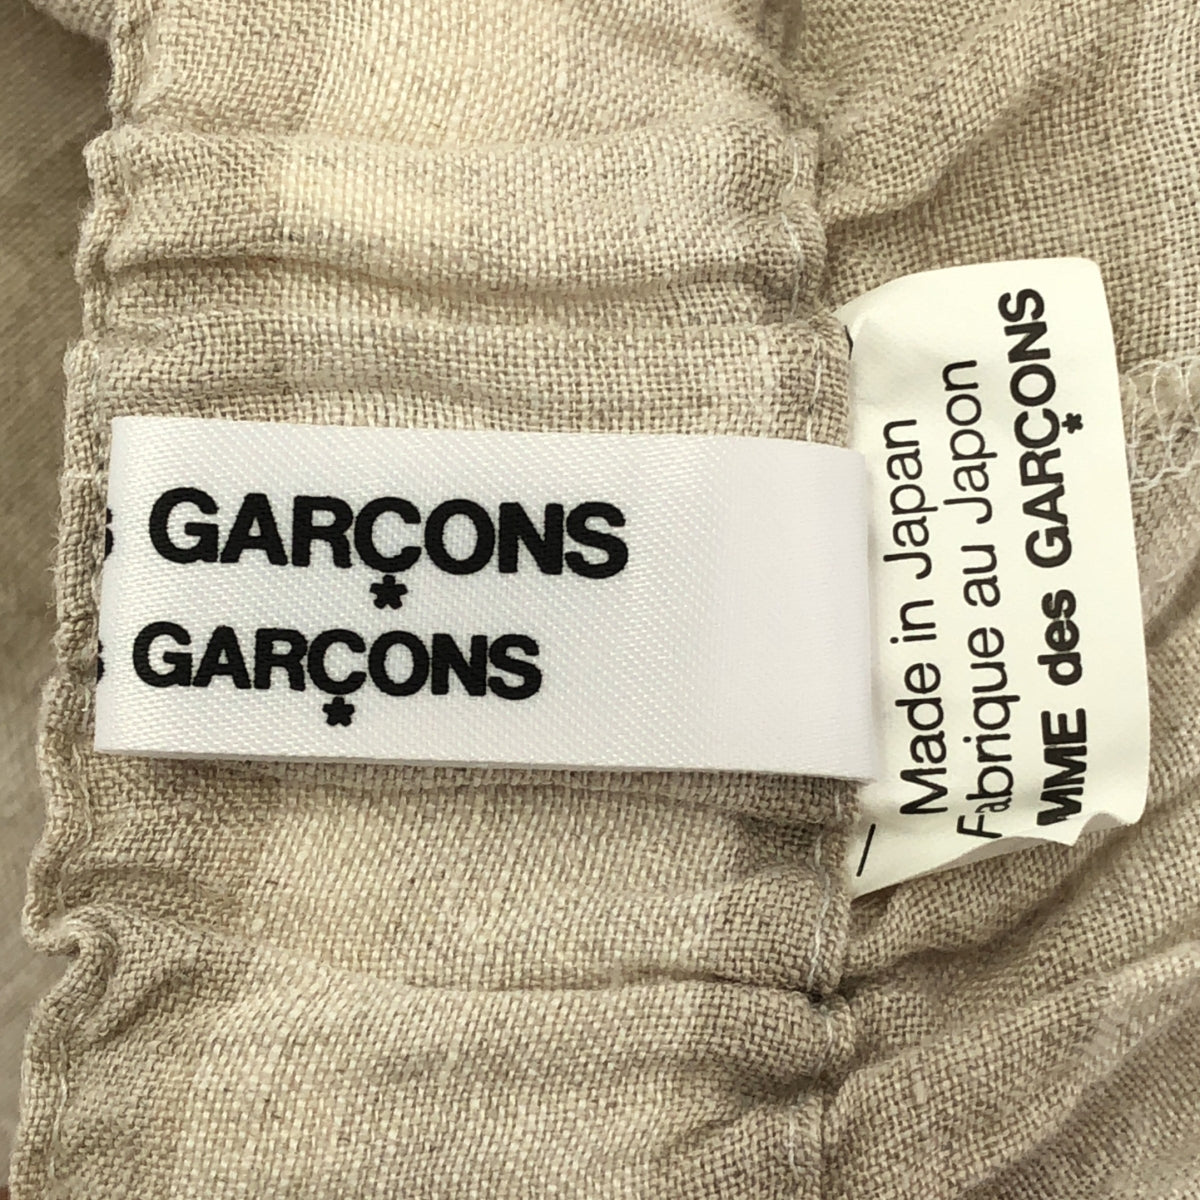 GARÇONS
GARÇONS
Made in Japan
Fabrique au Japon
MME des GARÇONS